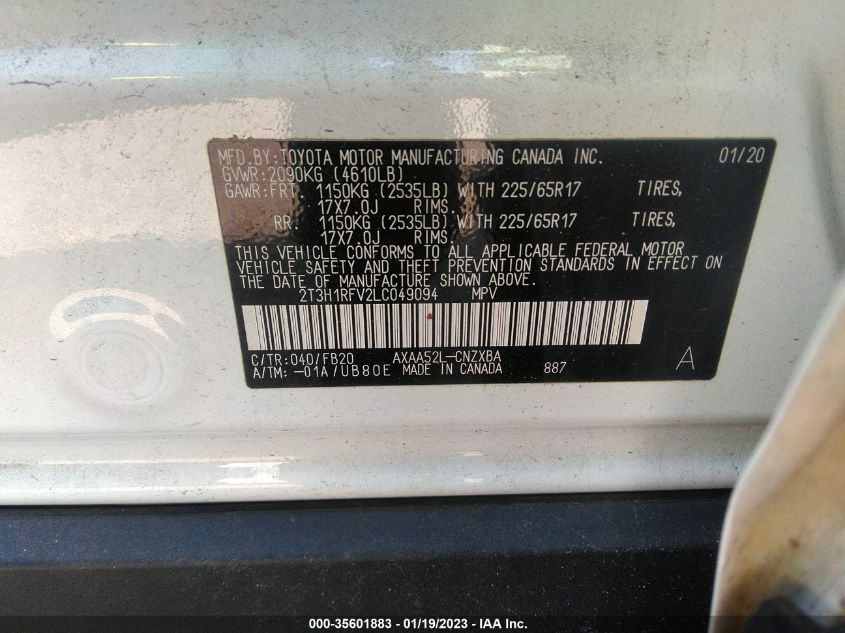 MFD.BY:TOYOTA MOTOR MANUFACTURING CANADA INC. 01/20
GVWR:2090KG (4610LB)
GAWR:FRT. 1150KG (2535LB) WITH 225/65R17 TIRES,
17X7.0J RIMS,
RR. 1150KG (2535LB) WITH 225/65R17 TIRES,
17X7.0J RIMS.
THIS VEHICLE CONFORMS TO ALL APPLICABLE FEDERAL MOTOR
VEHICLE SAFETY AND THEFT PREVENTION STANDARDS IN EFFECT ON
THE DATE OF MANUFACTURE SHOWN ABOVE.
2T3H1RFV2LC049094 MPV
C/TR:040/FB20 AXAA52L-CNZXBA
A/TM:-01A/UB80E MADE IN CANADA 887 A
000-35601883 - 01/19/2023 - IAA Inc.